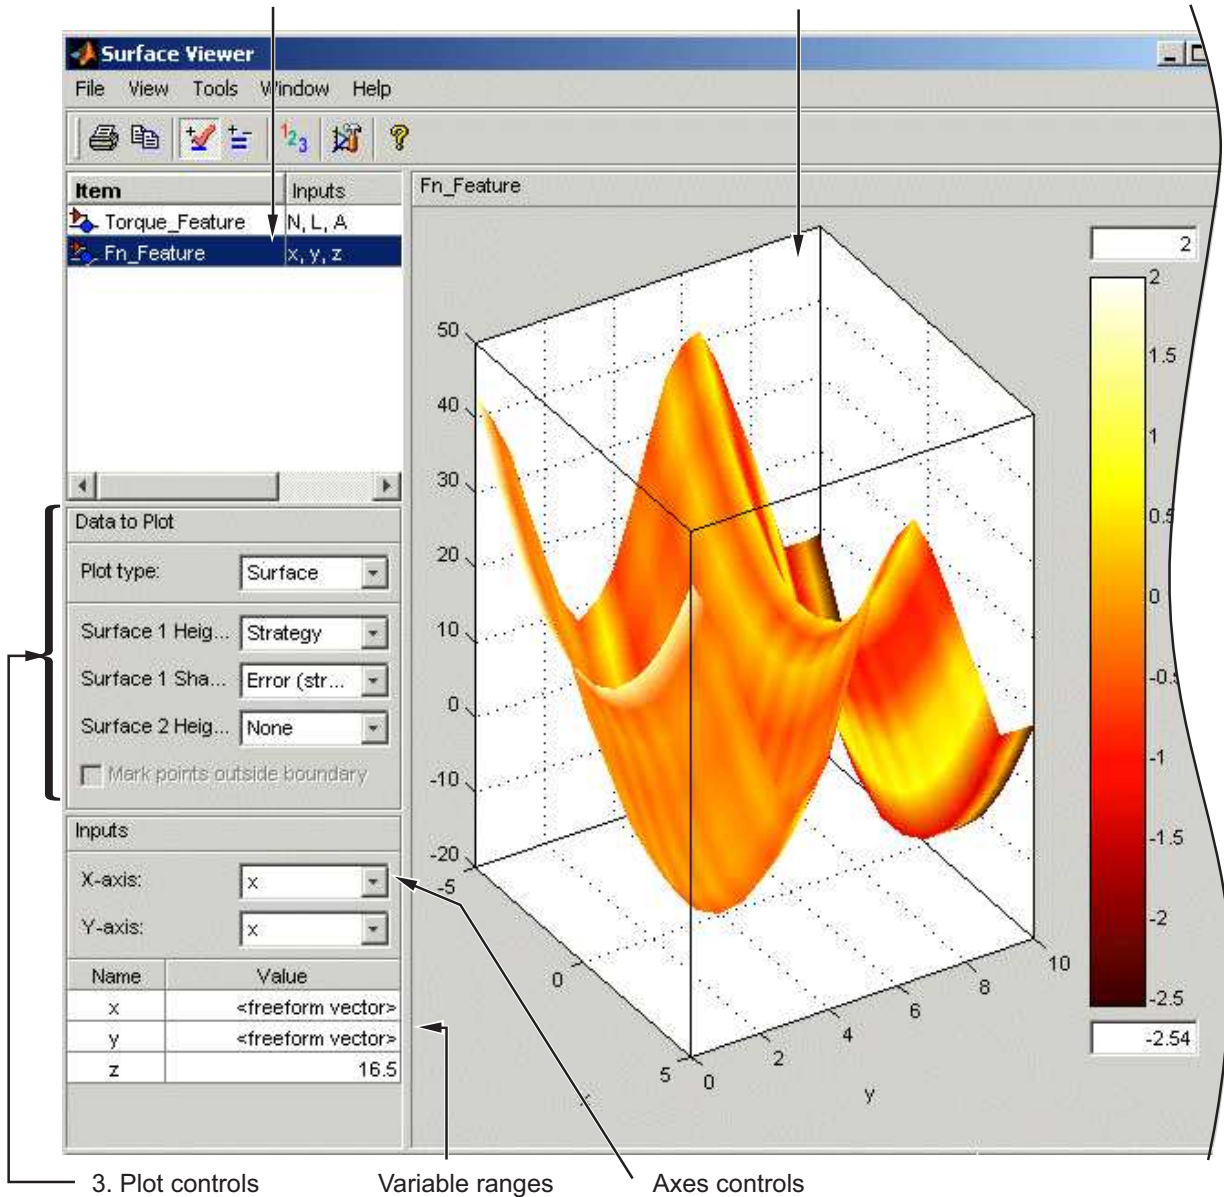 Surface Viewer
File View Tools Window Help
Item Inputs
Torque_Feature N, L, A
Fn_Feature x, y, z
Data to Plot
Plot type: Surface
Surface 1 Heig... Strategy
Surface 1 Sha... Error (str...
Surface 2 Heig... None
Mark points outside boundary
Inputs
X-axis: x
Y-axis: x
Name Value
x <freeform vector>
y <freeform vector>
z 16.5
Fn_Feature
50
40
30
20
10
0
-10
-20
-5
0
5
0
2
4
6
8
10
y
2
2
1.5
1
0.5
0
-0.5
-1
-1.5
-2
-2.5
-2.54
3. Plot controls
Variable ranges
Axes controls